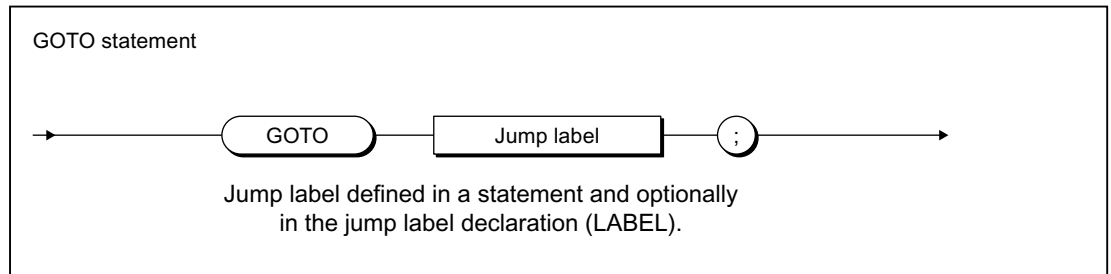 GOTO statement
GOTO Jump label ;
Jump label defined in a statement and optionally
in the jump label declaration (LABEL).